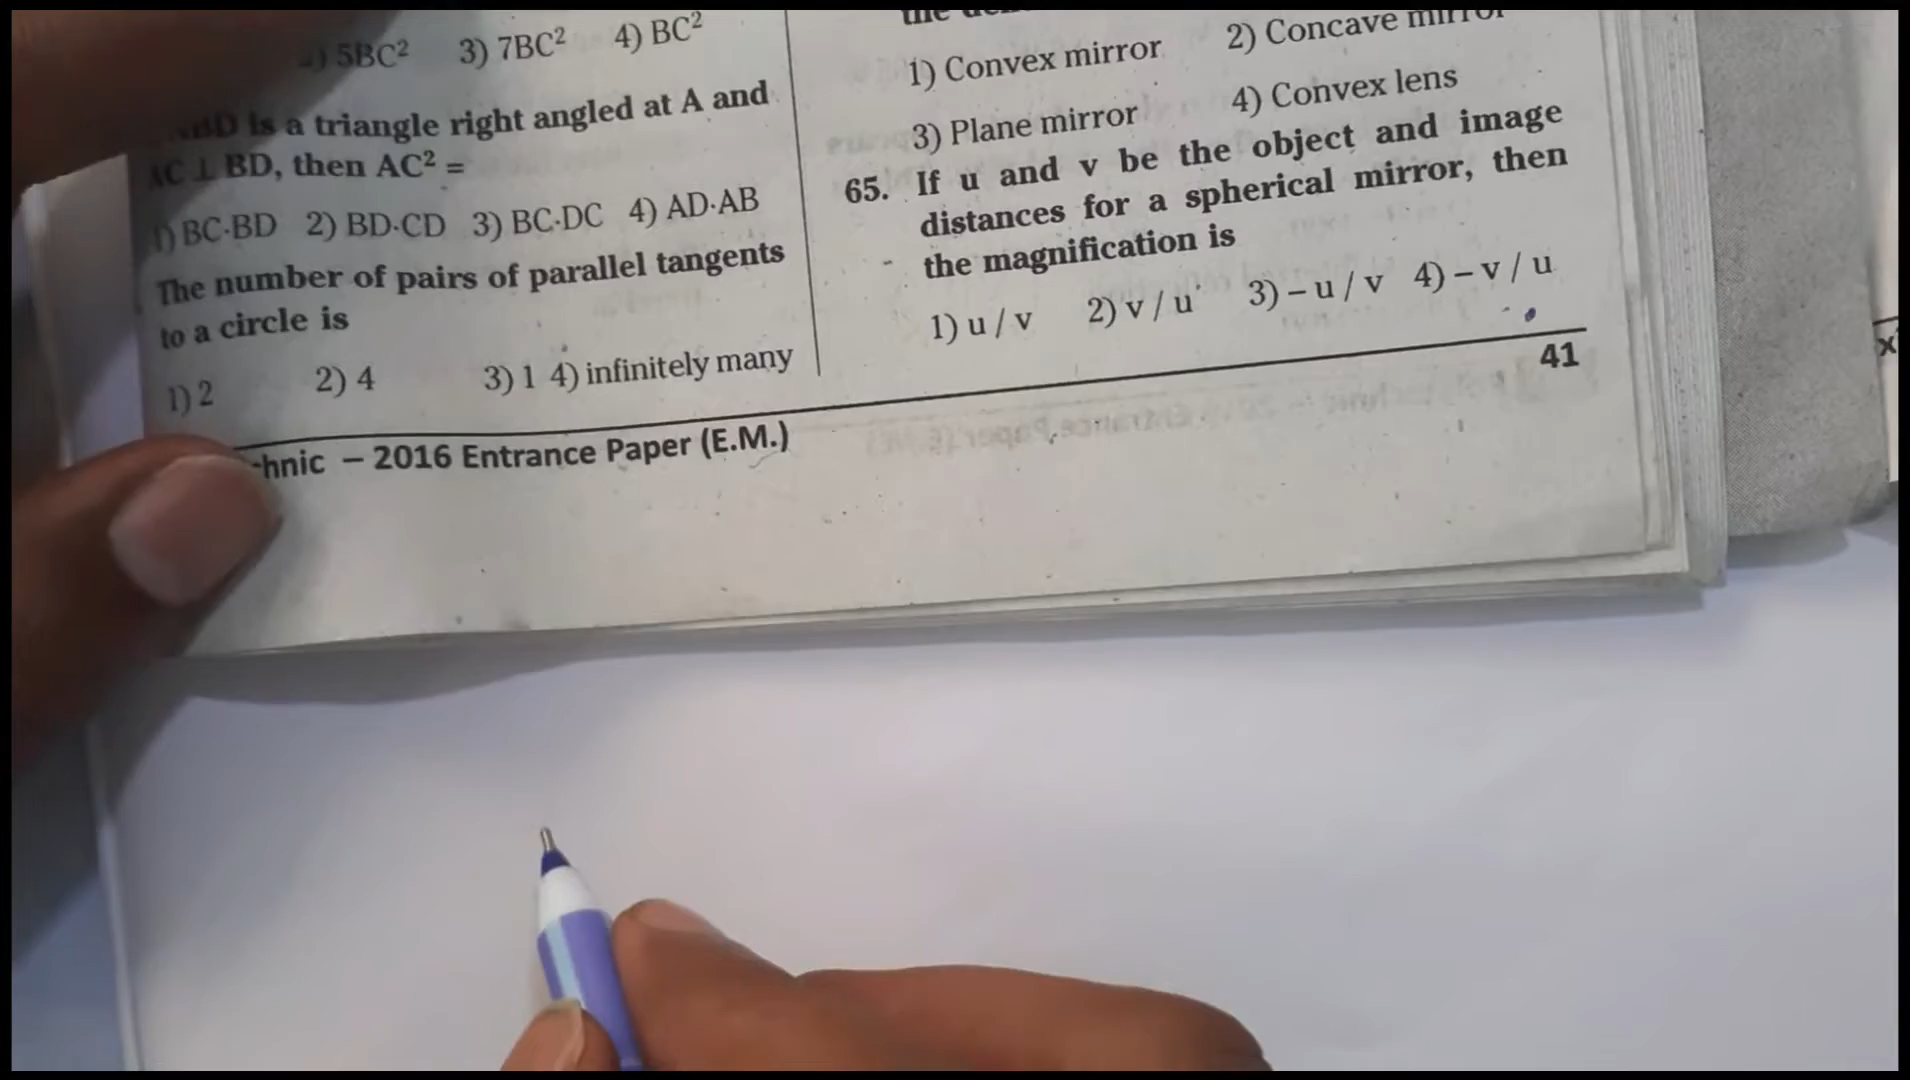 5BC² 3) 7BC² 4) BC²
is a triangle right angled at A and
AC ⊥ BD, then AC² =
1) BC·BD 2) BD·CD 3) BC·DC 4) AD·AB
The number of pairs of parallel tangents
to a circle is
1) 2 2) 4 3) 1 4) infinitely many
hnic – 2016 Entrance Paper (E.M.)
the
1) Convex mirror 2) Concave mirror
3) Plane mirror 4) Convex lens
65. If u and v be the object and image
distances for a spherical mirror, then
the magnification is
1) u / v 2) v / u 3) – u / v 4) – v / u
41
x